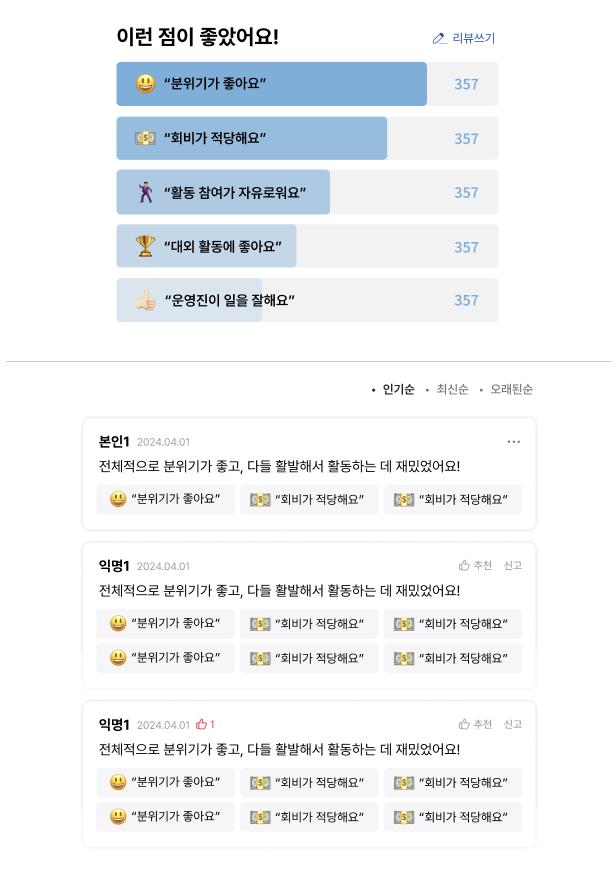 이런 점이 좋았어요! 리뷰쓰기
“분위기가 좋아요” 357
“회비가 적당해요” 357
“활동 참여가 자유로워요” 357
“대외 활동에 좋아요” 357
“운영진이 일을 잘해요” 357
• 인기순 • 최신순 • 오래된순
본인1 2024.04.01 ...
전체적으로 분위기가 좋고, 다들 활발해서 활동하는 데 재밌었어요!
“분위기가 좋아요” “회비가 적당해요” “회비가 적당해요”
익명1 2024.04.01 추천 신고
전체적으로 분위기가 좋고, 다들 활발해서 활동하는 데 재밌었어요!
“분위기가 좋아요“ “회비가 적당해요” “회비가 적당해요”
“분위기가 좋아요“ “회비가 적당해요” “회비가 적당해요”
익명1 2024.04.01 1 추천 신고
전체적으로 분위기가 좋고, 다들 활발해서 활동하는 데 재밌었어요!
“분위기가 좋아요” “회비가 적당해요” “회비가 적당해요”
“분위기가 좋아요” “회비가 적당해요” “회비가 적당해요”